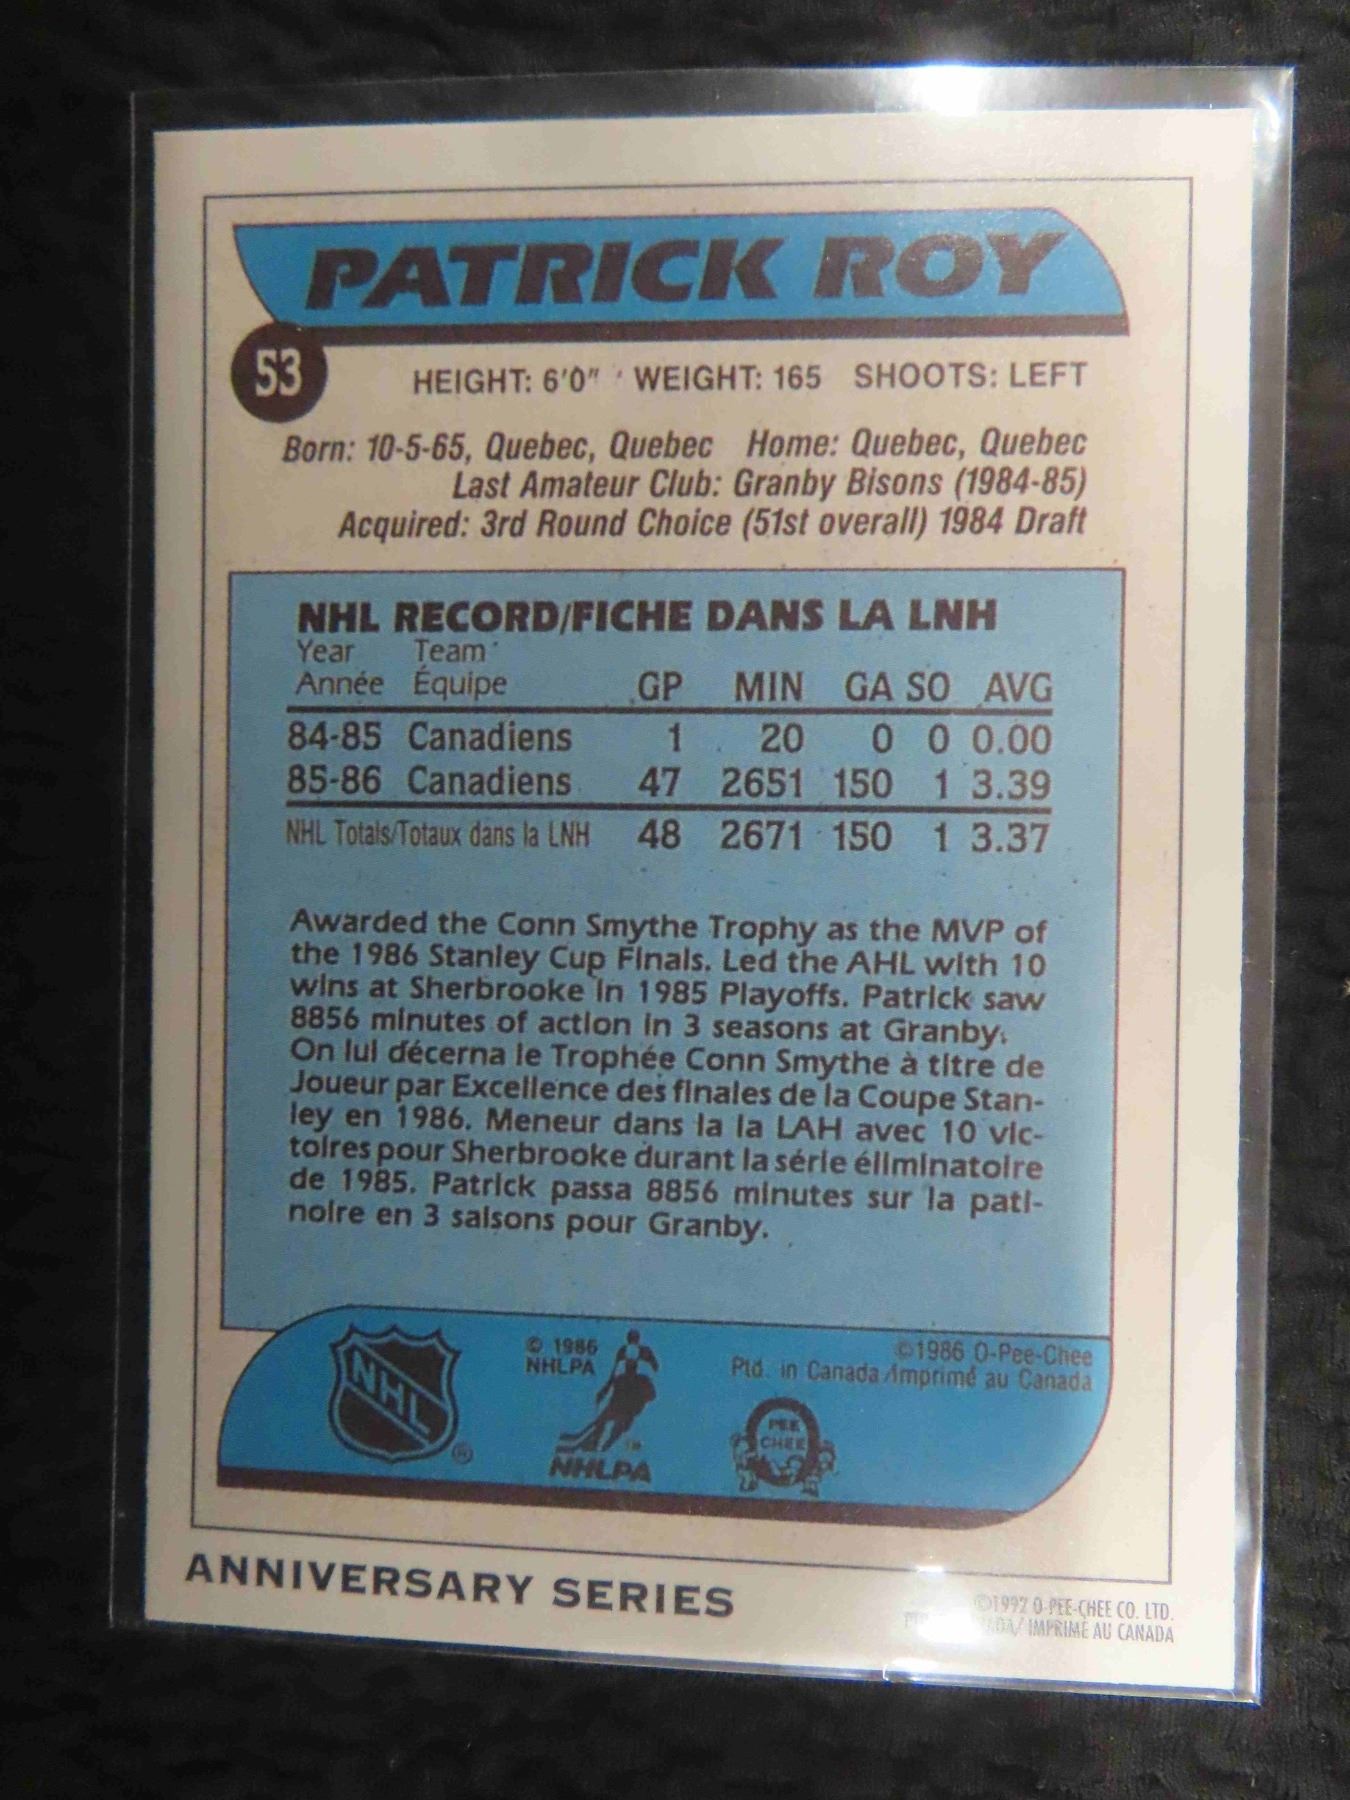 PATRICK ROY
53
HEIGHT: 6'0" WEIGHT: 165 SHOOTS: LEFT
Born: 10-5-65, Quebec, Quebec Home: Quebec, Quebec
Last Amateur Club: Granby Bisons (1984-85)
Acquired: 3rd Round Choice (51st overall) 1984 Draft
NHL RECORD/FICHE DANS LA LNH
Year Team
Année Équipe GP MIN GA SO AVG
84-85 Canadiens 1 20 0 0 0.00
85-86 Canadiens 47 2651 150 1 3.39
NHL Totals/Totaux dans la LNH 48 2671 150 1 3.37
Awarded the Conn Smythe Trophy as the MVP of
the 1986 Stanley Cup Finals. Led the AHL with 10
wins at Sherbrooke in 1985 Playoffs. Patrick saw
8856 minutes of action in 3 seasons at Granby.
On lui décerna le Trophée Conn Smythe à titre de
Joueur par Excellence des finales de la Coupe Stan-
ley en 1986. Meneur dans la la LAH avec 10 vic-
toires pour Sherbrooke durant la série éliminatoire
de 1985. Patrick passa 8856 minutes sur la pati-
noire en 3 saisons pour Granby.
NHL ®
© 1986
NHLPA
NHLPA ™
©1986 O-Pee-Chee
Ptd. in Canada/Imprimé au Canada
PEE
CHEE
ANNIVERSARY SERIES
©1992 O-PEE-CHEE CO. LTD.
IMPRIMÉ AU CANADA